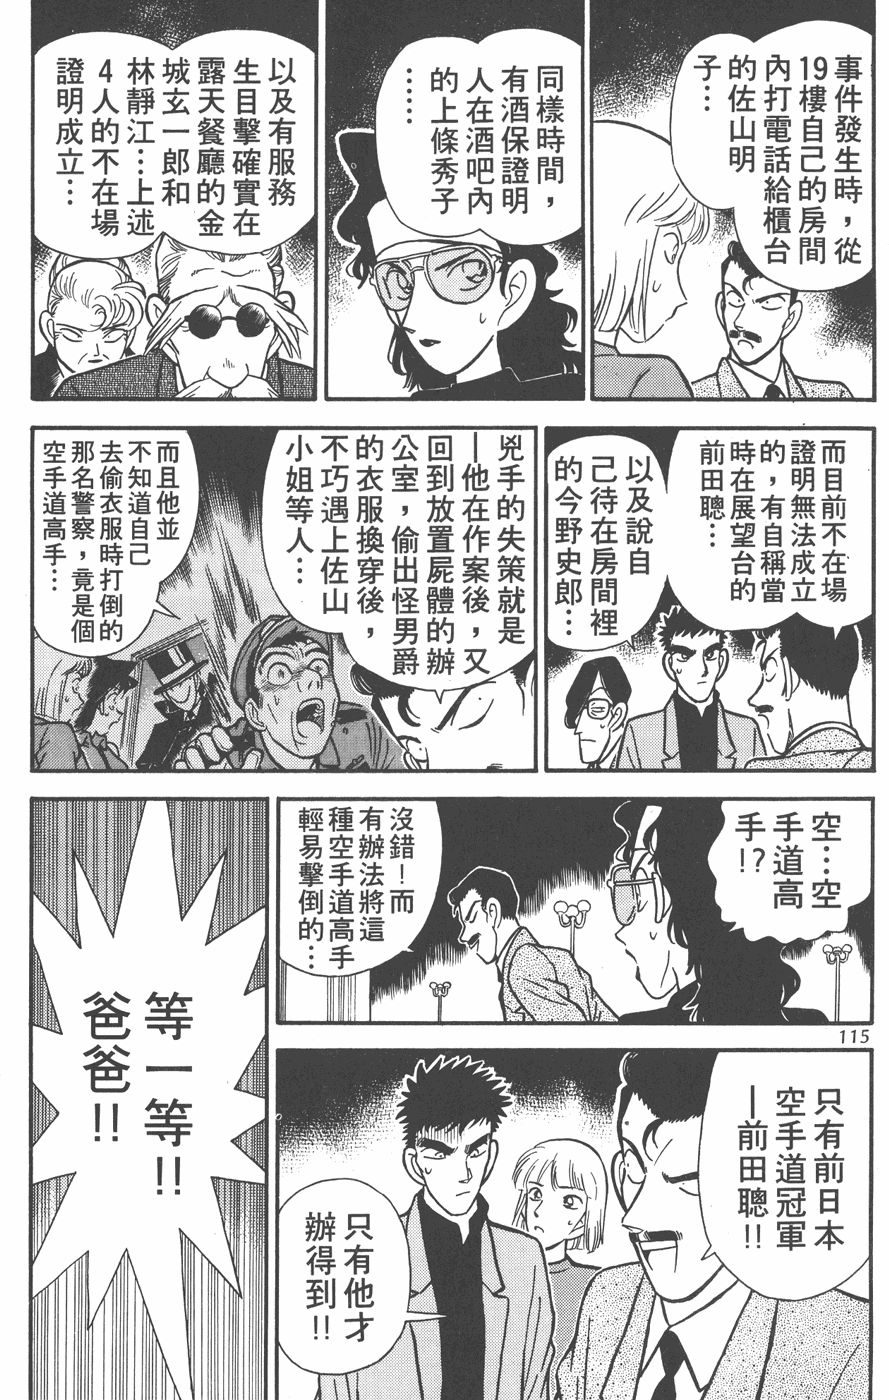 事件發生時，從
19樓自己的房間
內打電話給櫃台
的佐山明
子…
同樣時間，
有酒保證明
人在酒吧內
的上條秀子
……
以及有服務
生目擊確實在
露天餐廳的金
城玄一郎和
林靜江…上述
4人的不在場
證明成立…
而目前不在場
證明無法成立
的，有自稱當
時在展望台的
前田聰…
以及說自
己待在房間裡
的今野史郎…
兇手的失策就是
—他在作案後，又
回到放置屍體的辦
公室，偷出怪男爵
的衣服換穿後，
不巧遇上佐山
小姐等人…
而且他並
不知道自己
去偷衣服時打倒的
那名警察，竟是個
空手道高手…
空…空
手道高
手!?
沒錯！而
有辦法將這
種空手道高手
輕易擊倒的…
115
只有前日本
空手道冠軍
—前田聰!!
只有他才
辦得到!!
等一等!!
爸爸!!